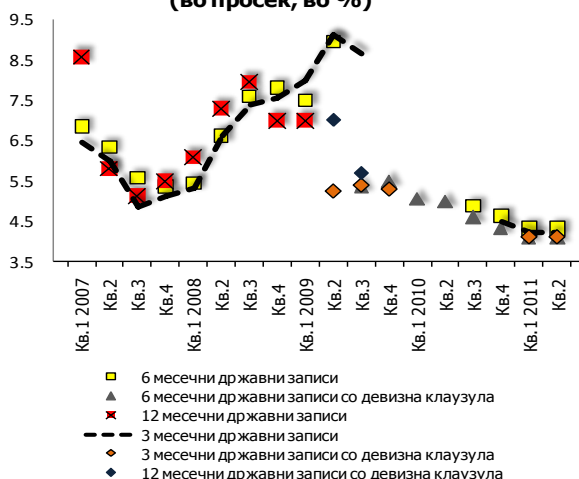 (во просек, во %)
9.5
8.5
7.5
6.5
5.5
4.5
3.5
Кв.1 2007
Кв.2
Кв.3
Кв.4
Кв.1 2008
Кв.2
Кв.3
Кв.4
Кв.1 2009
Кв.2
Кв.3
Кв.4
Кв.1 2010
Кв.2
Кв.3
Кв.4
Кв.1 2011
Кв.2
6 месечни државни записи
6 месечни државни записи со девизна клаузула
12 месечни државни записи
3 месечни државни записи
3 месечни државни записи со девизна клаузула
12 месечни државни записи со девизна клаузула